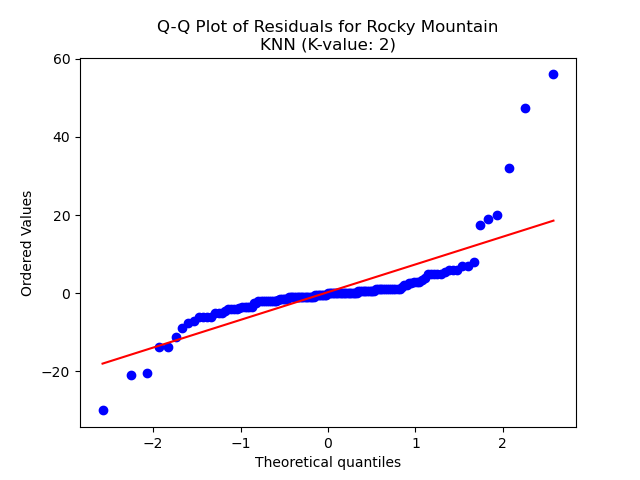 Q-Q Plot of Residuals for Rocky Mountain
KNN (K-value: 2)
60
40
20
0
−20
Ordered Values
−2
−1
0
1
2
Theoretical quantiles